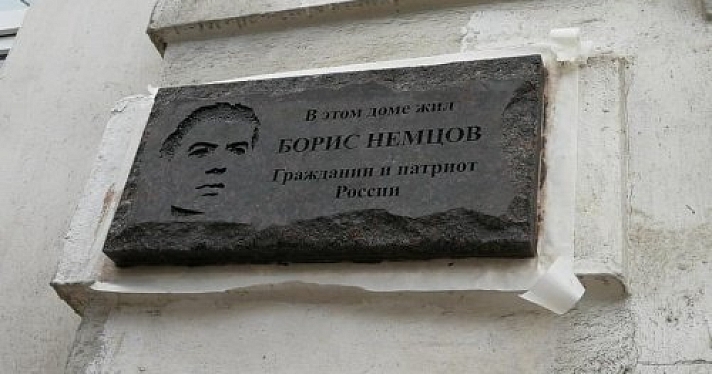 В этом доме жил
БОРИС НЕМЦОВ
Гражданин и патриот
России